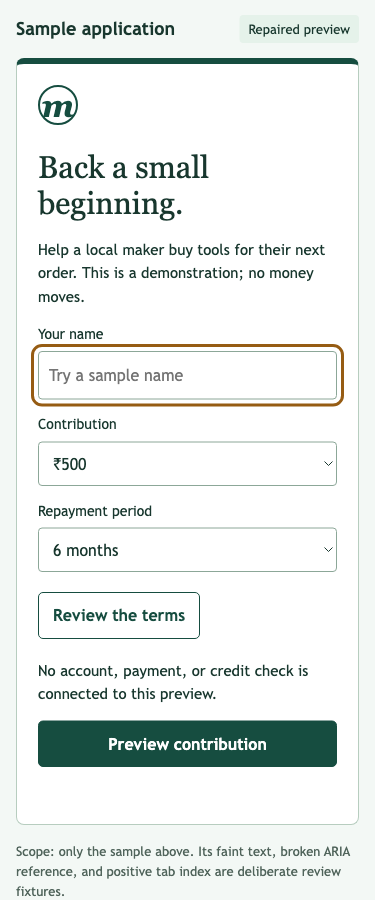 Sample application
Repaired preview
m
Back a small
beginning.
Help a local maker buy tools for their next
order. This is a demonstration; no money
moves.
Your name
Try a sample name
Contribution
₹500
Repayment period
6 months
Review the terms
No account, payment, or credit check is
connected to this preview.
Preview contribution
Scope: only the sample above. Its faint text, broken ARIA
reference, and positive tab index are deliberate review
fixtures.